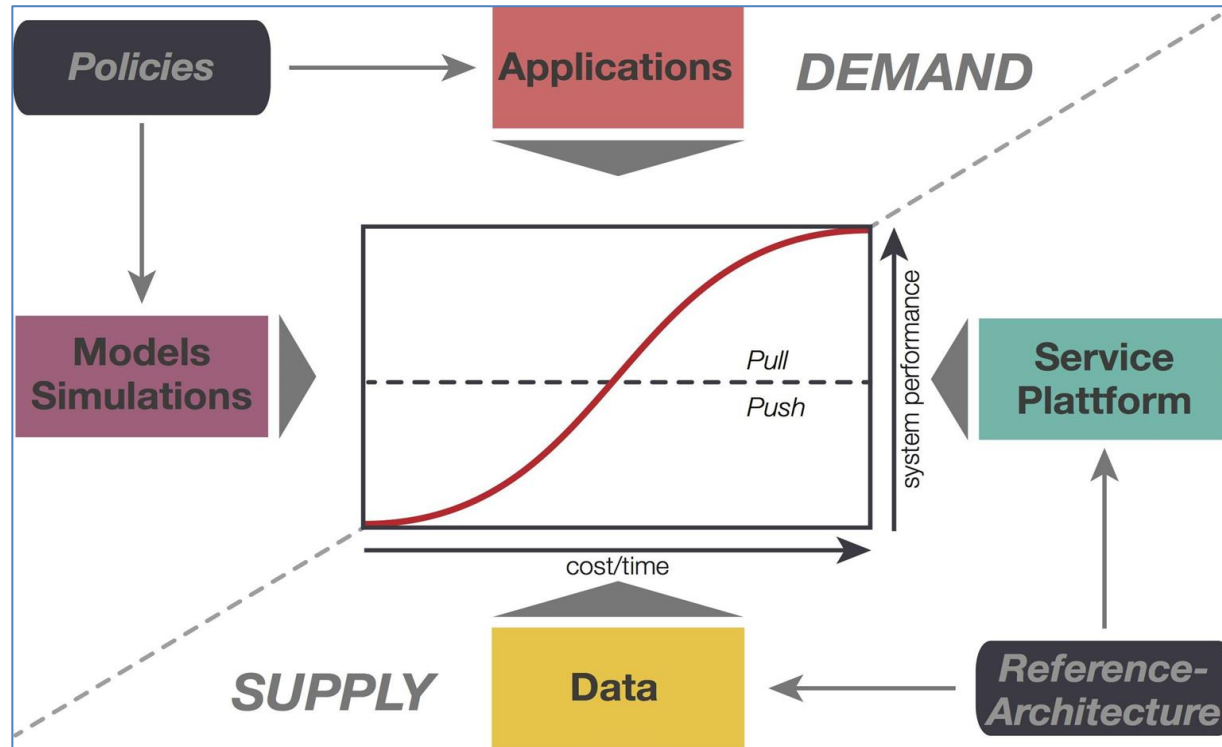 Policies
Applications
DEMAND
Models
Simulations
Pull
Push
system performance
Service
Plattform
cost/time
SUPPLY
Data
Reference-
Architecture